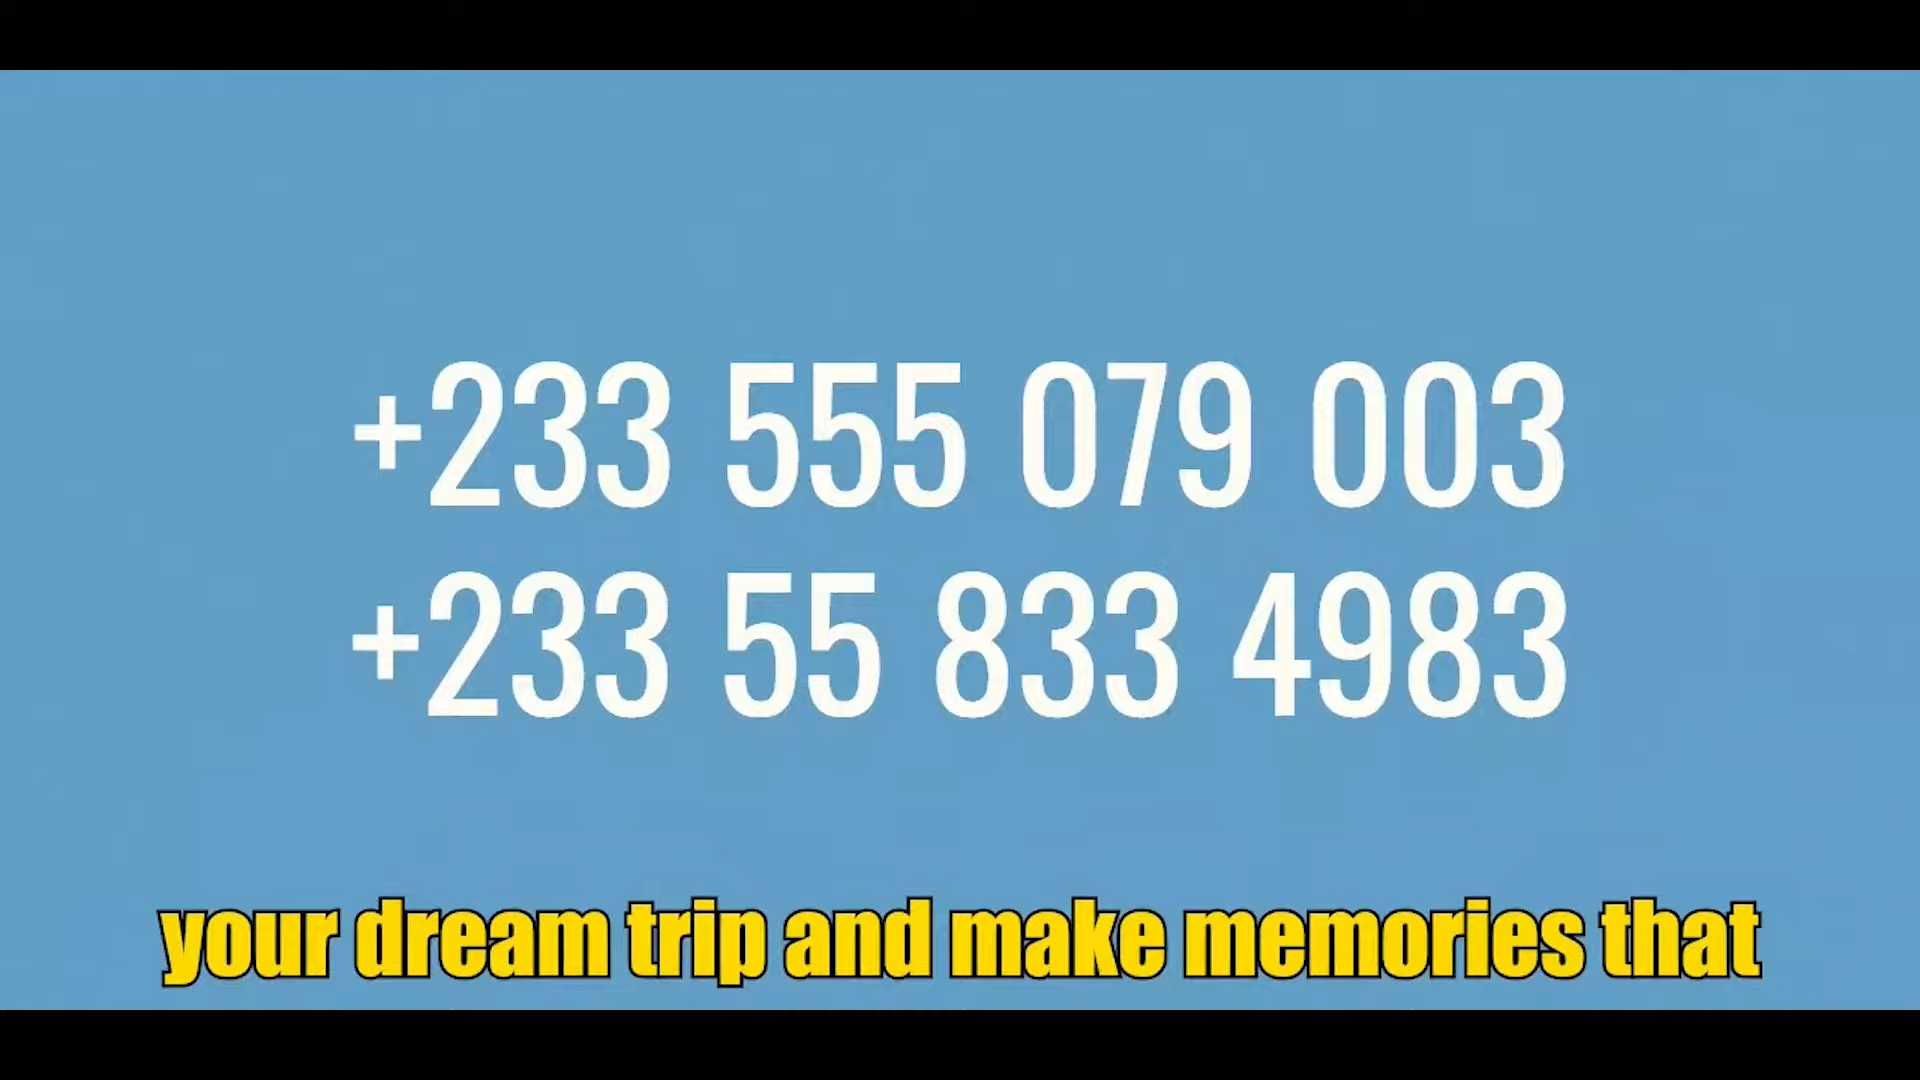 +233 555 079 003
+233 55 833 4983
your dream trip and make memories that